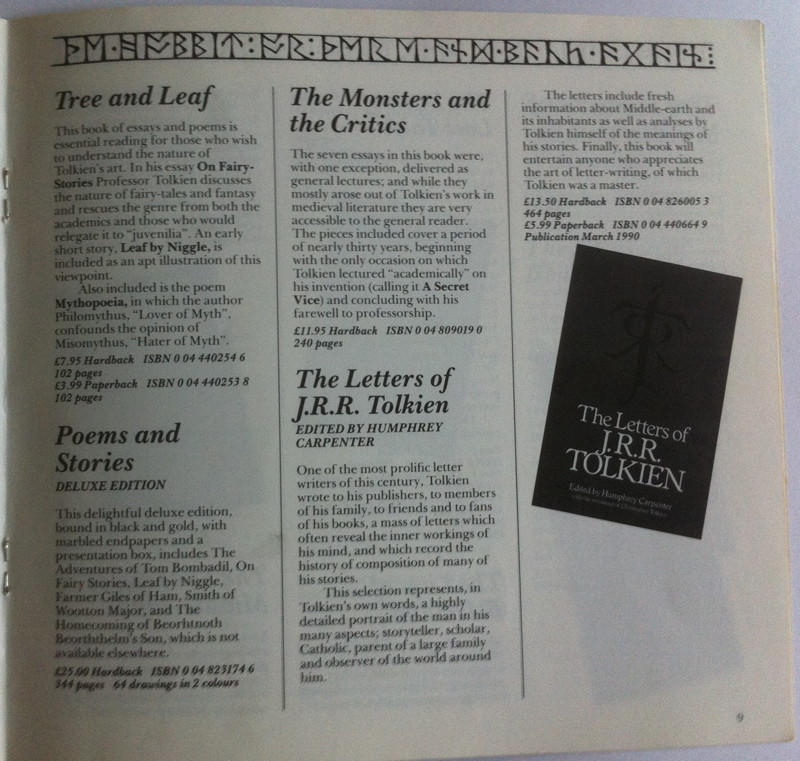 ᚦᛖ·ᚻᚩᛒᛒᛁᛏ:ᚩᚱ:ᚦᛖᚱᛖ·ᚪᚾᛞ· ·ᚪᚷᚪᛁᚾ
Tree and Leaf
This book of essays and poems is
essential reading for those who wish
to understand the nature of
Tolkien's art. In his essay On Fairy-
Stories Professor Tolkien discusses
the nature of fairy-tales and fantasy
and rescues the genre from both the
academics and those who would
relegate it to "juvenilia". An early
short story, Leaf by Niggle, is
included as an apt illustration of this
viewpoint.
Also included is the poem
Mythopoeia, in which the author
Philomythus, "Lover of Myth",
confounds the opinion of
Misomythus, "Hater of Myth".
£7.95 Hardback ISBN 0 04 440254 6
102 pages
£3.99 Paperback ISBN 0 04 440253 8
102 pages
Poems and
Stories
DELUXE EDITION
This delightful deluxe edition,
bound in black and gold, with
marbled endpapers and a
presentation box, includes The
Adventures of Tom Bombadil, On
Fairy Stories, Leaf by Niggle,
Farmer Giles of Ham, Smith of
Wootton Major, and The
Homecoming of Beorhtnoth
Beorhthelm's Son, which is not
available elsewhere.
£25.00 Hardback ISBN 0 04 823174 6
344 pages 64 drawings in 2 colours
The Monsters and
the Critics
The seven essays in this book were,
with one exception, delivered as
general lectures; and while they
mostly arose out of Tolkien's work in
medieval literature they are very
accessible to the general reader.
The pieces included cover a period
of nearly thirty years, beginning
with the only occasion on which
Tolkien lectured "academically" on
his invention (calling it A Secret
Vice) and concluding with his
farewell to professorship.
£11.95 Hardback ISBN 0 04 809019 0
240 pages
The Letters of
J.R.R. Tolkien
EDITED BY HUMPHREY
CARPENTER
One of the most prolific letter
writers of this century, Tolkien
wrote to his publishers, to members
of his family, to friends and to fans
of his books, a mass of letters which
often reveal the inner workings of
his mind, and which record the
history of composition of many of
his stories.
This selection represents, in
Tolkien's own words, a highly
detailed portrait of the man in his
many aspects; storyteller, scholar,
Catholic, parent of a large family
and observer of the world around
him.
The letters include fresh
information about Middle-earth and
its inhabitants as well as analyses by
Tolkien himself of the meanings of
his stories. Finally, this book will
entertain anyone who appreciates
the art of letter-writing, of which
Tolkien was a master.
£13.50 Hardback ISBN 0 04 826005 3
464 pages
£5.99 Paperback ISBN 0 04 440664 9
Publication March 1990
The Letters of
J.R.R.
TOLKIEN
Edited by Humphrey Carpenter
with the assistance of Christopher Tolkien
9